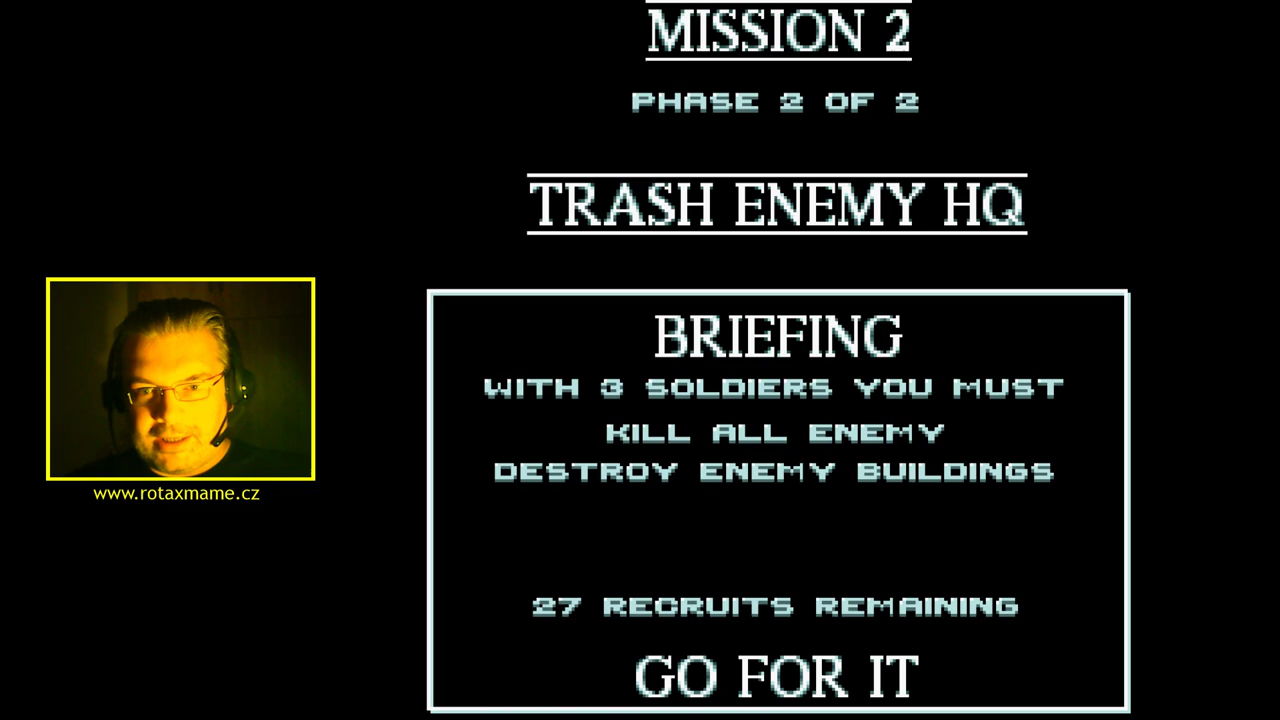 MISSION 2
PHASE 2 OF 2
TRASH ENEMY HQ
BRIEFING
WITH 3 SOLDIERS YOU MUST
KILL ALL ENEMY
DESTROY ENEMY BUILDINGS
www.rotaxmame.cz
27 RECRUITS REMAINING
GO FOR IT